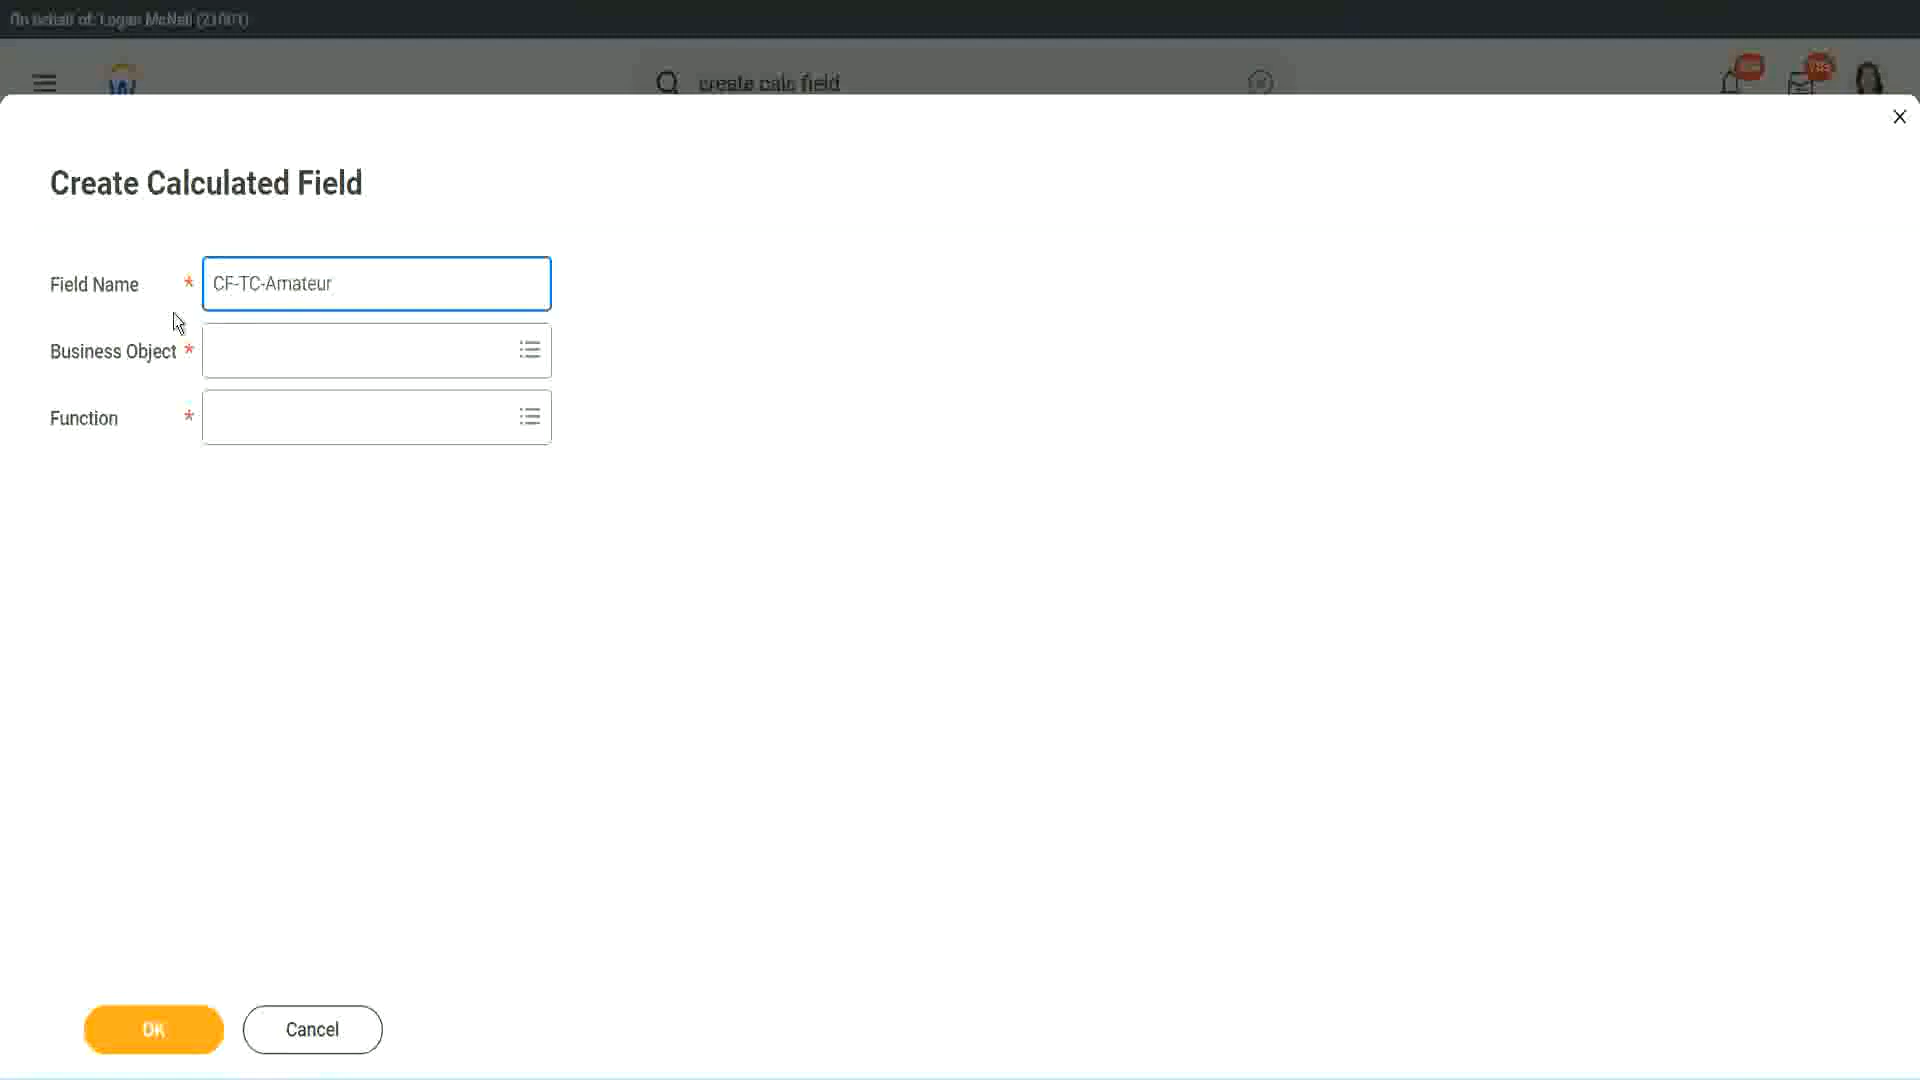 On behalf of: Logan McNeil (21001)
W
create calc field
Create Calculated Field
Field Name *
CF-TC-Amateur
Business Object *
Function *
OK
Cancel